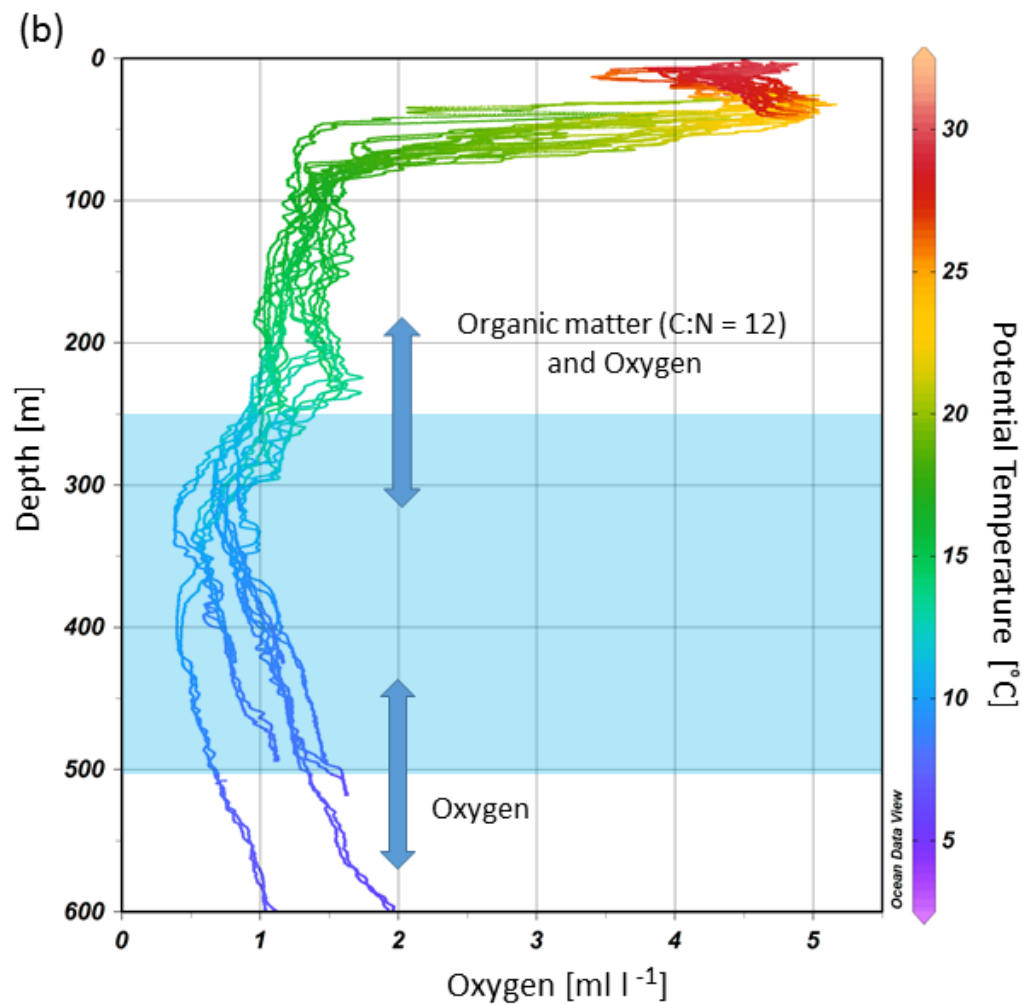 (b)
0
100
200
300
400
500
600
Depth [m]
0 1 2 3 4 5
Oxygen [ml l -1]
Organic matter (C:N = 12)
and Oxygen
Oxygen
Ocean Data View
30
25
20
15
10
5
Potential Temperature [°C]